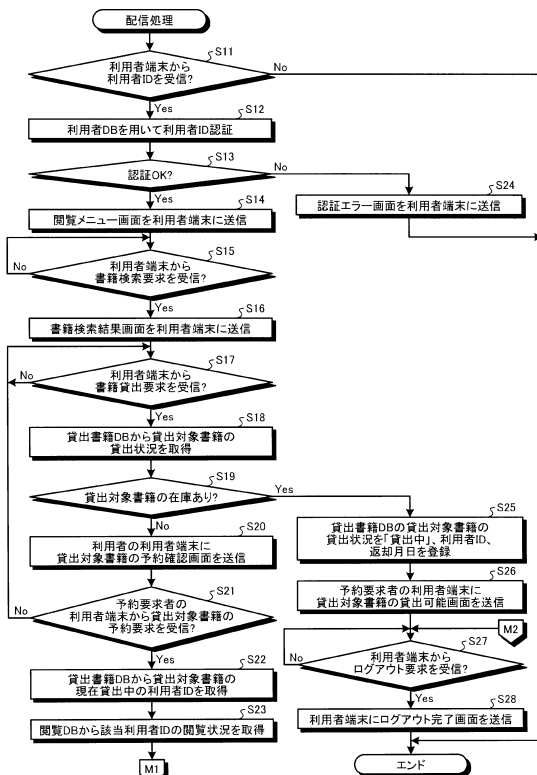 配信処理
S11
利用者端末から
利用者IDを受信?
No
Yes
S12
利用者DBを用いて利用者ID認証
S13
認証OK?
No
Yes
S14
閲覧メニュー画面を利用者端末に送信
S24
認証エラー画面を利用者端末に送信
S15
利用者端末から
書籍検索要求を受信?
No
Yes
S16
書籍検索結果画面を利用者端末に送信
S17
利用者端末から
書籍貸出要求を受信?
No
Yes
S18
貸出書籍DBから貸出対象書籍の
貸出状況を取得
S19
貸出対象書籍の在庫あり?
Yes
No
S20
利用者の利用者端末に
貸出対象書籍の予約確認画面を送信
S21
予約要求者の
利用者端末から貸出対象書籍の
予約要求を受信?
No
Yes
S22
貸出書籍DBから貸出対象書籍の
現在貸出中の利用者IDを取得
S23
閲覧DBから該当利用者IDの閲覧状況を取得
M1
S25
貸出書籍DBの貸出対象書籍の
貸出状況を「貸出中」、利用者ID、
返却月日を登録
S26
予約要求者の利用者端末に
貸出対象書籍の貸出可能画面を送信
M2
S27
利用者端末から
ログアウト要求を受信?
No
Yes
S28
利用者端末にログアウト完了画面を送信
エンド